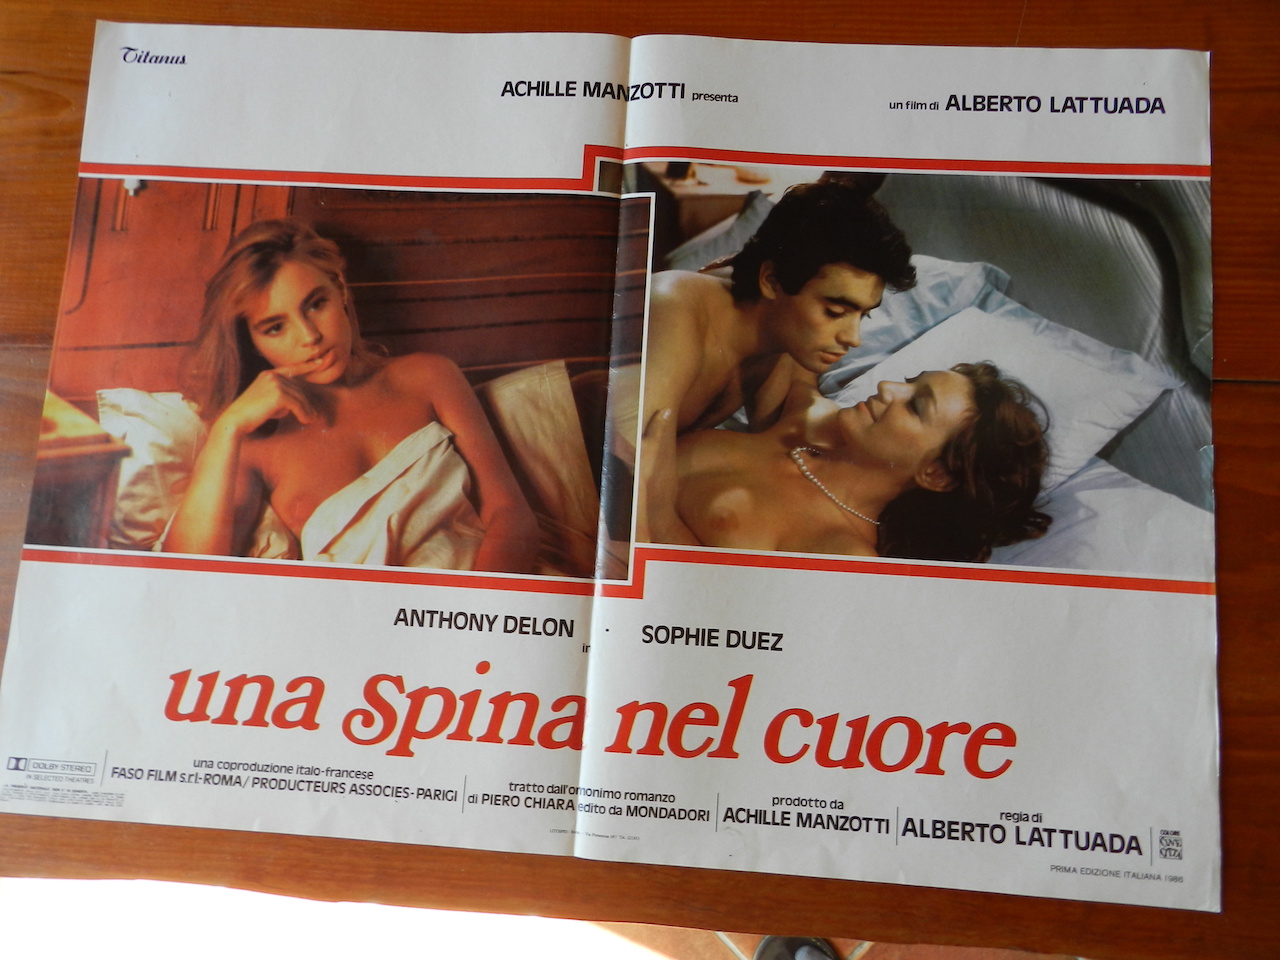 Titanus
ACHILLE MANZOTTI presenta
un film di ALBERTO LATTUADA
ANTHONY DELON
SOPHIE DUEZ
in
una spina nel cuore
DOLBY STEREO
IN SELECTED THEATRES
una coproduzione italo-francese
FASO FILM s.r.l.-ROMA/PRODUCTEURS ASSOCIES-PARIGI
tratto dall'omonimo romanzo
di PIERO CHIARA edito da MONDADORI
prodotto da
ACHILLE MANZOTTI
regia di
ALBERTO LATTUADA
COLORE
PRIMA EDIZIONE ITALIANA 1986